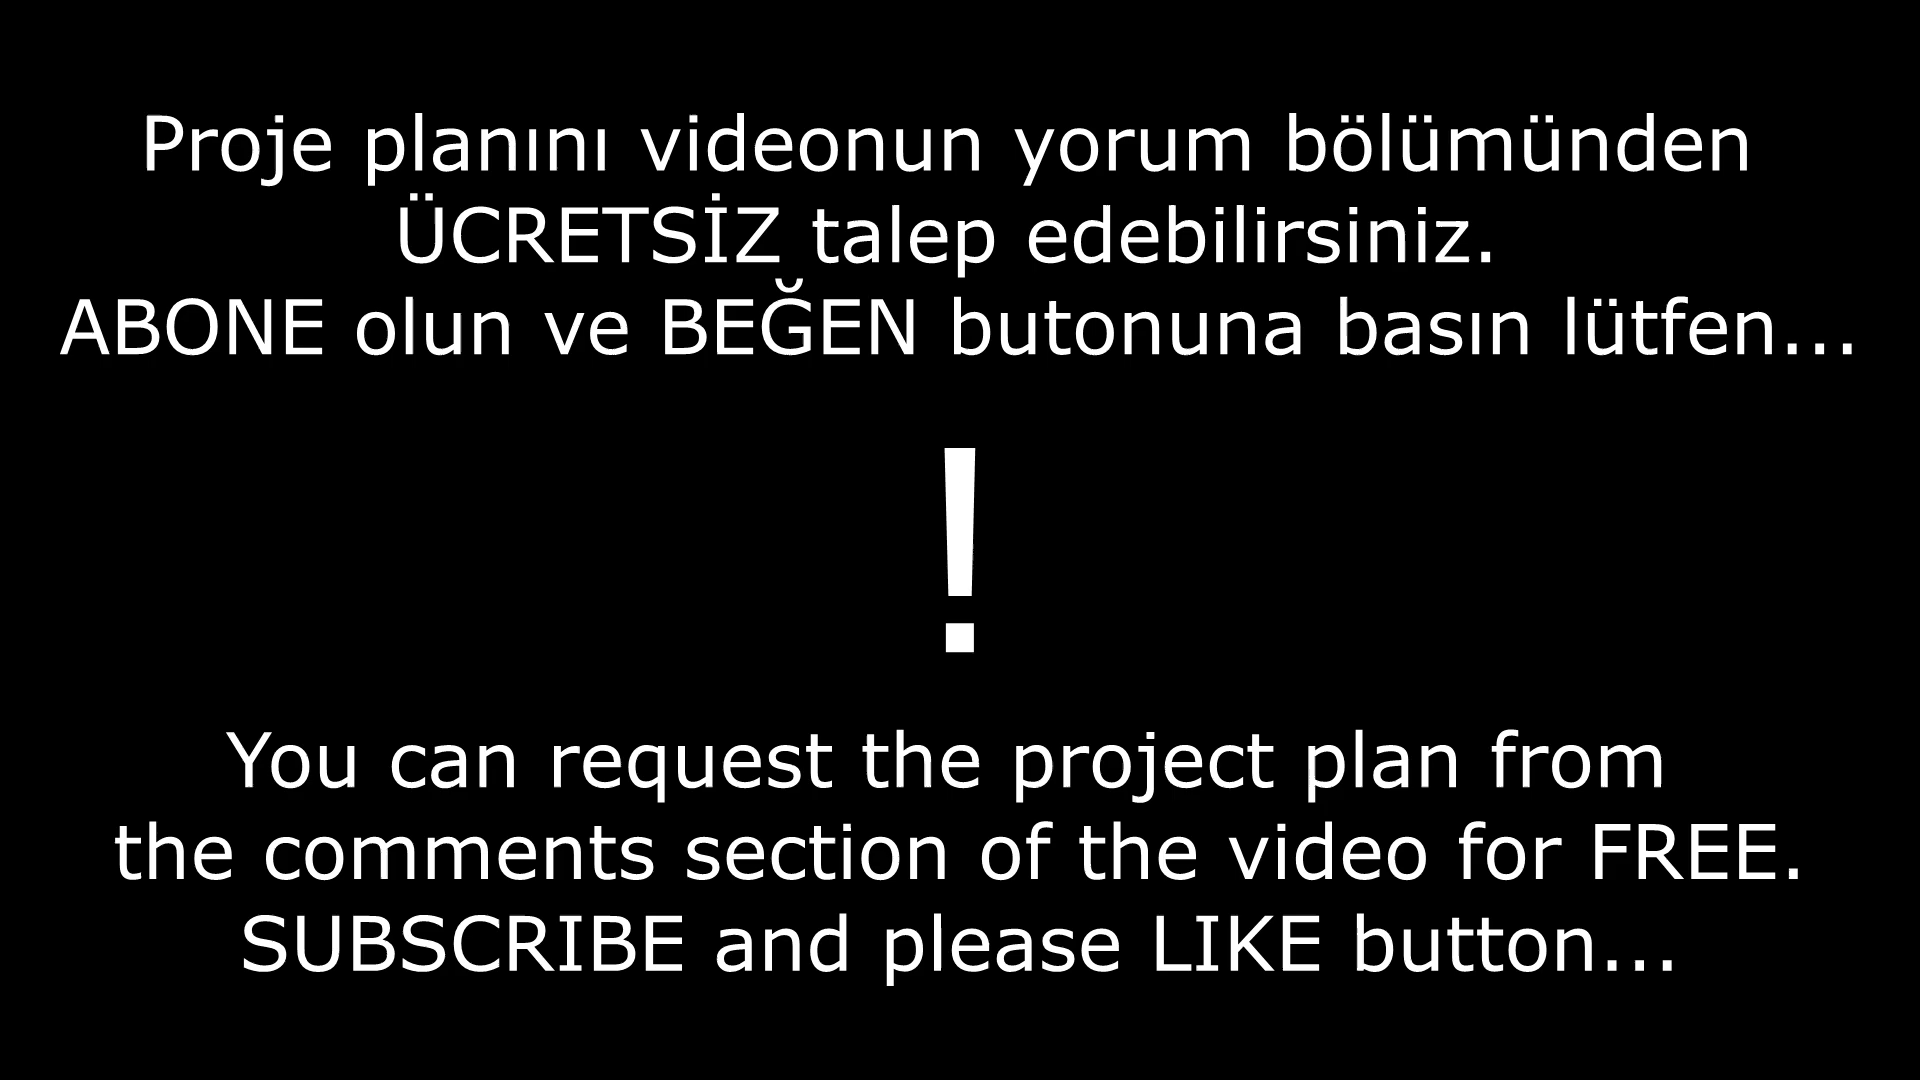 Proje planını videonun yorum bölümünden
ÜCRETSİZ talep edebilirsiniz.
ABONE olun ve BEĞEN butonuna basın lütfen...
!
You can request the project plan from
the comments section of the video for FREE.
SUBSCRIBE and please LIKE button...